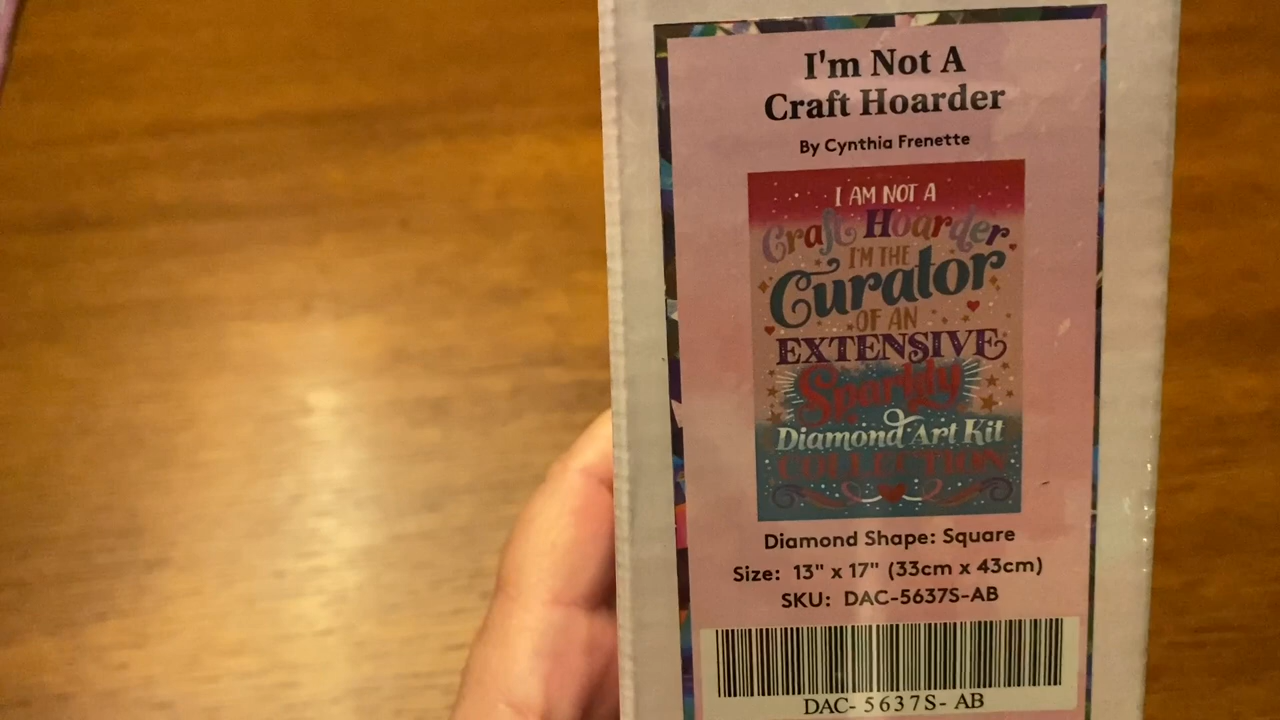 I'm Not A
Craft Hoarder
By Cynthia Frenette
I AM NOT A
Craft Hoarder
I'M THE
Curator
OF AN
EXTENSIVE
Sparkly
Diamond Art Kit
COLLECTION
Diamond Shape: Square
Size: 13" x 17" (33cm x 43cm)
SKU: DAC-5637S-AB
DAC- 5637S- AB